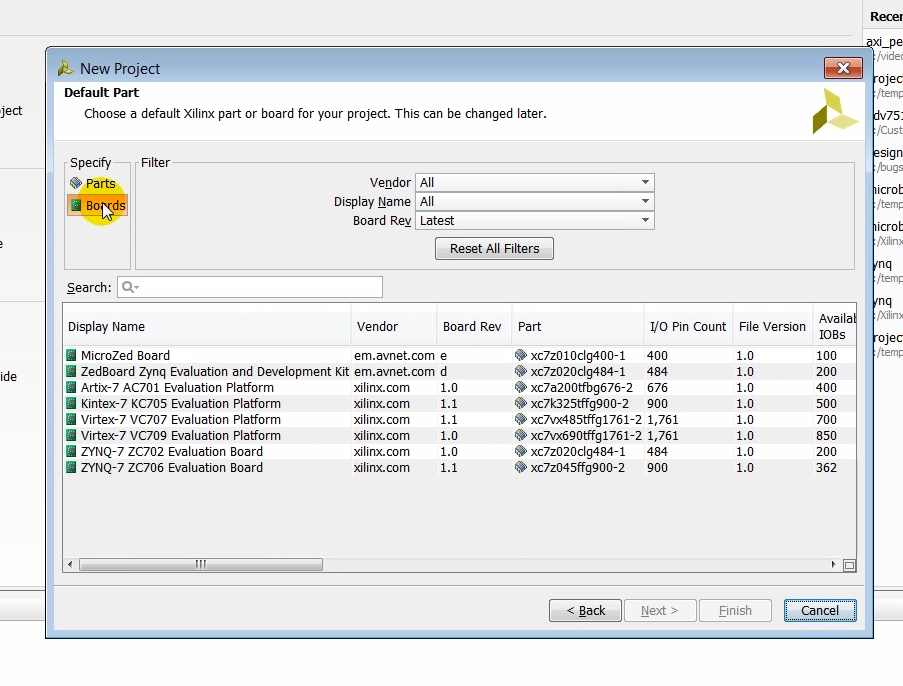 Recen
New Project
axi_pe
:/video
Default Part
Choose a default Xilinx part or board for your project. This can be changed later.
roject
:/temp
ject
dv751
:/Cust
Specify
Filter
esign
:/bugs
Parts
Vendor All
nicrob
:/temp
Boards
Display Name All
Board Rev Latest
nicrob
:/Xilinx
e
Reset All Filters
ynq
:/temp
Search:
ynq
:/Xilinx
Display Name Vendor Board Rev Part I/O Pin Count File Version Availab
IOBs
roject
:/temp
MicroZed Board em.avnet.com e xc7z010clg400-1 400 1.0 100
ZedBoard Zynq Evaluation and Development Kit em.avnet.com d xc7z020clg484-1 484 1.0 200
ide
Artix-7 AC701 Evaluation Platform xilinx.com 1.0 xc7a200tfbg676-2 676 1.0 400
Kintex-7 KC705 Evaluation Platform xilinx.com 1.1 xc7k325tffg900-2 900 1.0 500
Virtex-7 VC707 Evaluation Platform xilinx.com 1.1 xc7vx485tffg1761-2 1,761 1.0 700
Virtex-7 VC709 Evaluation Platform xilinx.com 1.0 xc7vx690tffg1761-2 1,761 1.0 850
ZYNQ-7 ZC702 Evaluation Board xilinx.com 1.0 xc7z020clg484-1 484 1.0 200
ZYNQ-7 ZC706 Evaluation Board xilinx.com 1.1 xc7z045ffg900-2 900 1.0 362
< Back Next > Finish Cancel